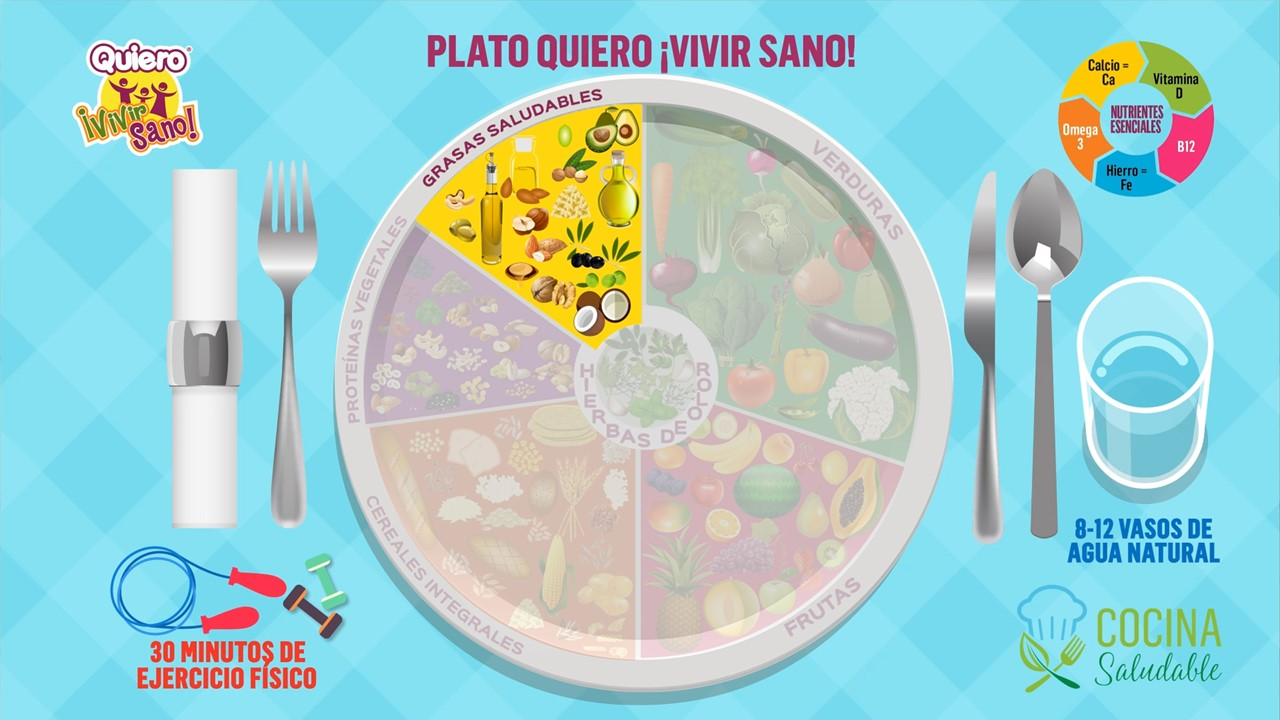 Quiero
¡Vivir
Sano!
PLATO QUIERO ¡VIVIR SANO!
GRASAS SALUDABLES
VERDURAS
PROTEÍNAS VEGETALES
HIERBAS DE OLOR
CEREALES INTEGRALES
FRUTAS
Calcio =
Ca
Vitamina
D
NUTRIENTES
ESENCIALES
Omega
3
B12
Hierro =
Fe
30 MINUTOS DE
EJERCICIO FÍSICO
8-12 VASOS DE
AGUA NATURAL
COCINA
Saludable